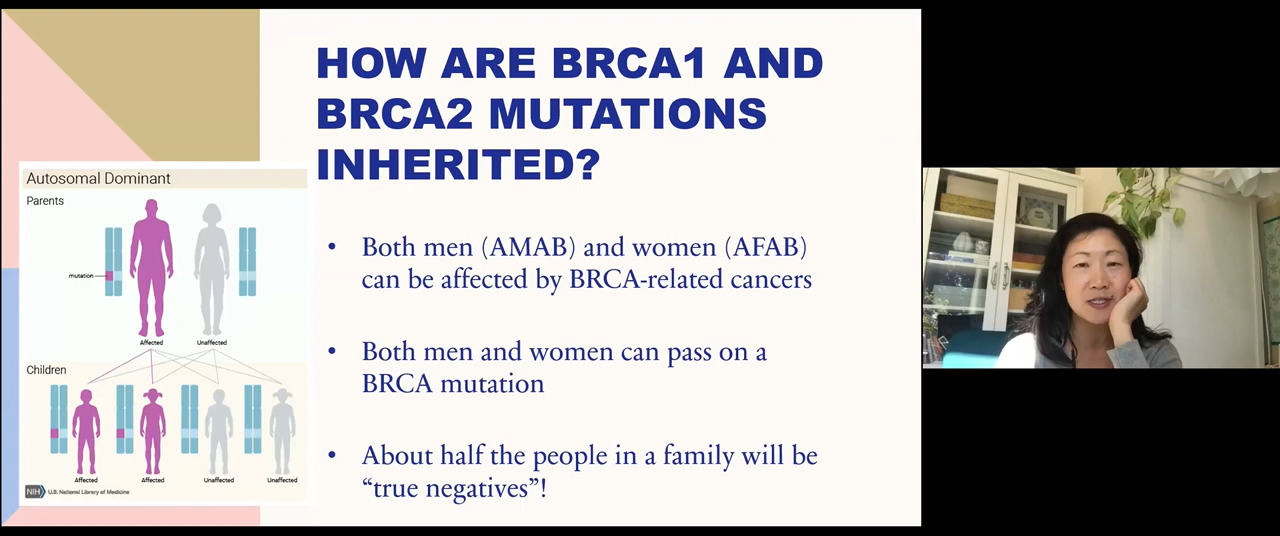 HOW ARE BRCA1 AND
BRCA2 MUTATIONS
INHERITED?
Autosomal Dominant
Parents
mutation
Affected
Unaffected
Children
Affected
Affected
Unaffected
Unaffected
NIH U.S. National Library of Medicine
• Both men (AMAB) and women (AFAB)
can be affected by BRCA-related cancers
• Both men and women can pass on a
BRCA mutation
• About half the people in a family will be
“true negatives”!